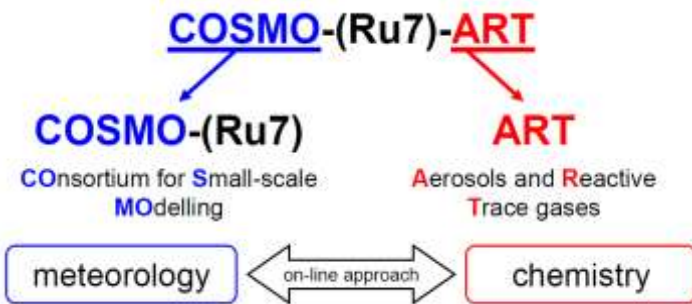 COSMO-(Ru7)-ART
COSMO-(Ru7) ART
COnsortium for Small-scale
MOdelling
Aerosols and Reactive
Trace gases
meteorology on-line approach chemistry